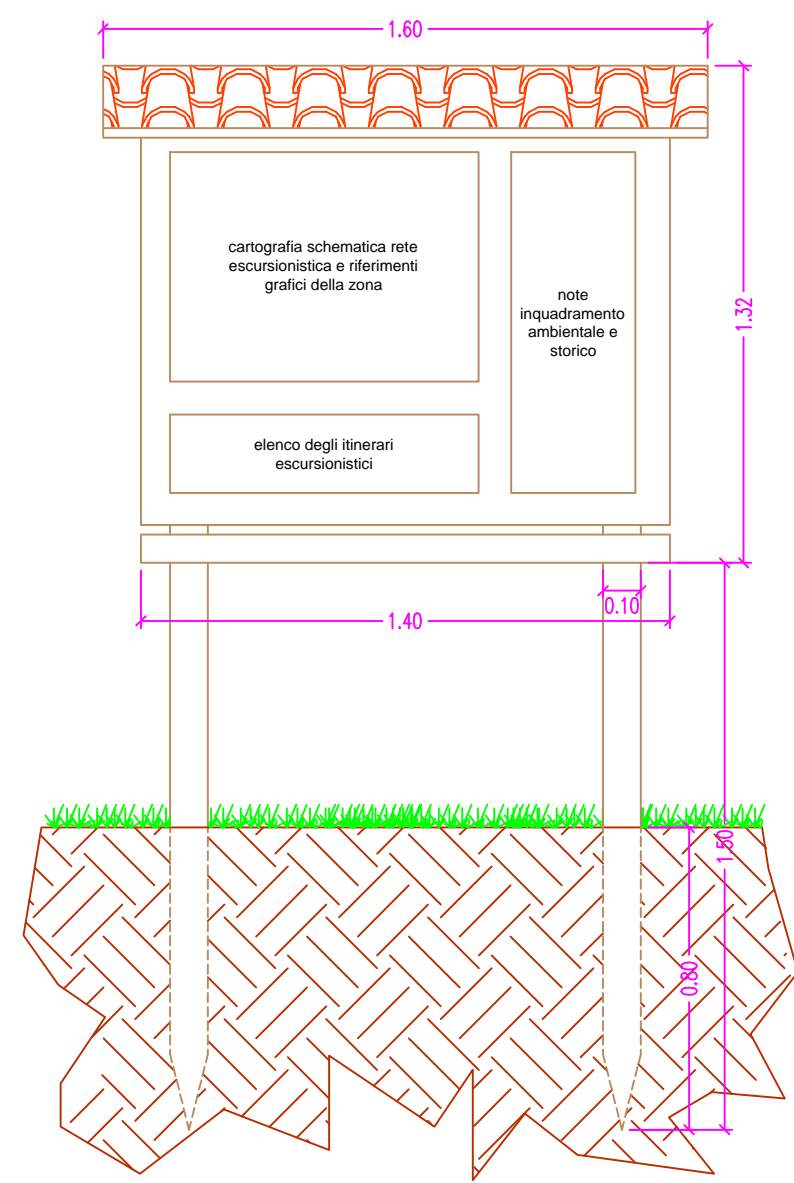 1.60
cartografia schematica rete
escursionistica e riferimenti
grafici della zona
note
inquadramento
ambientale e
storico
1.32
elenco degli itinerari
escursionistici
0.10
1.40
1.50
0.80